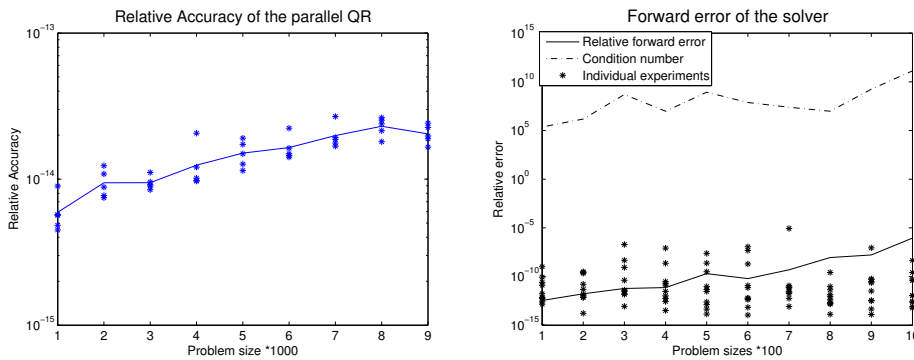 Relative Accuracy of the parallel QR
10^-13
10^-14
10^-15
Relative Accuracy
1 2 3 4 5 6 7 8 9
Problem size *1000
Forward error of the solver
Relative forward error
Condition number
Individual experiments
10^15
10^10
10^5
10^0
10^-5
10^-10
10^-15
Relative error
1 2 3 4 5 6 7 8 9 10
Problem sizes *100